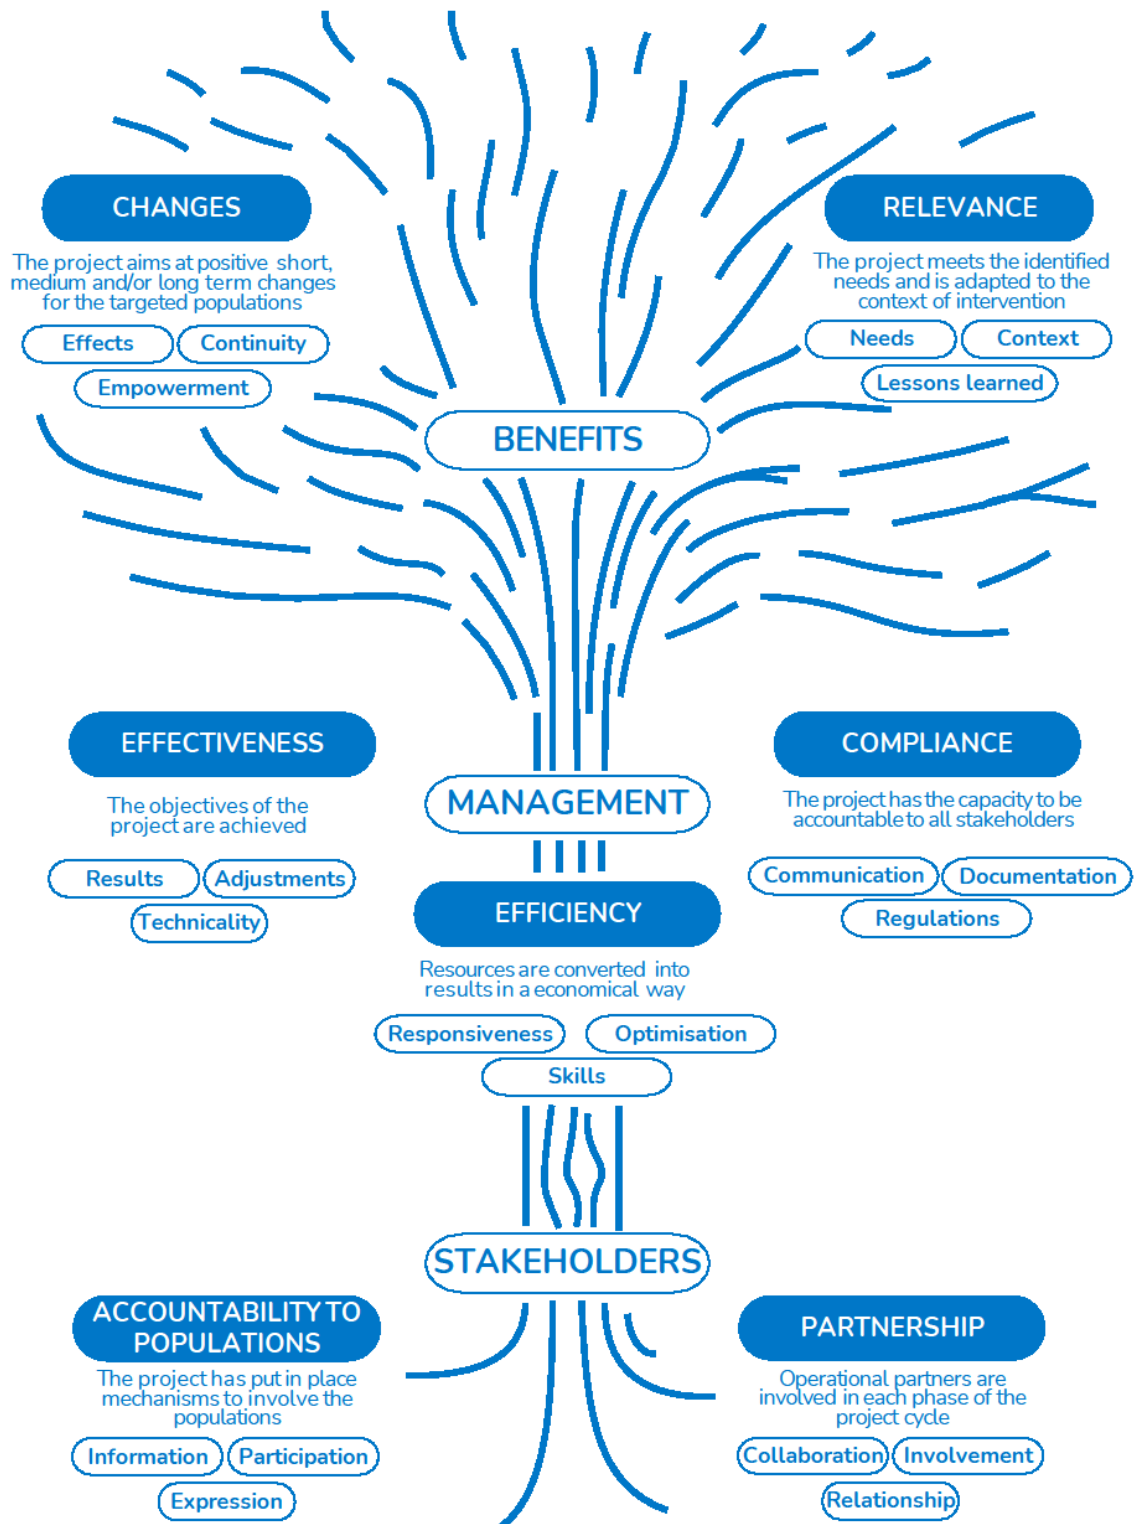 CHANGES
The project aims at positive short,
medium and/or long term changes
for the targeted populations
Effects
Continuity
Empowerment
RELEVANCE
The project meets the identified
needs and is adapted to the
context of intervention
Needs
Context
Lessons learned
BENEFITS
EFFECTIVENESS
The objectives of the
project are achieved
Results
Adjustments
Technicality
MANAGEMENT
COMPLIANCE
The project has the capacity to be
accountable to all stakeholders
Communication
Documentation
Regulations
EFFICIENCY
Resources are converted into
results in a economical way
Responsiveness
Optimisation
Skills
STAKEHOLDERS
ACCOUNTABILITY TO
POPULATIONS
The project has put in place
mechanisms to involve the
populations
Information
Participation
Expression
PARTNERSHIP
Operational partners are
involved in each phase of the
project cycle
Collaboration
Involvement
Relationship